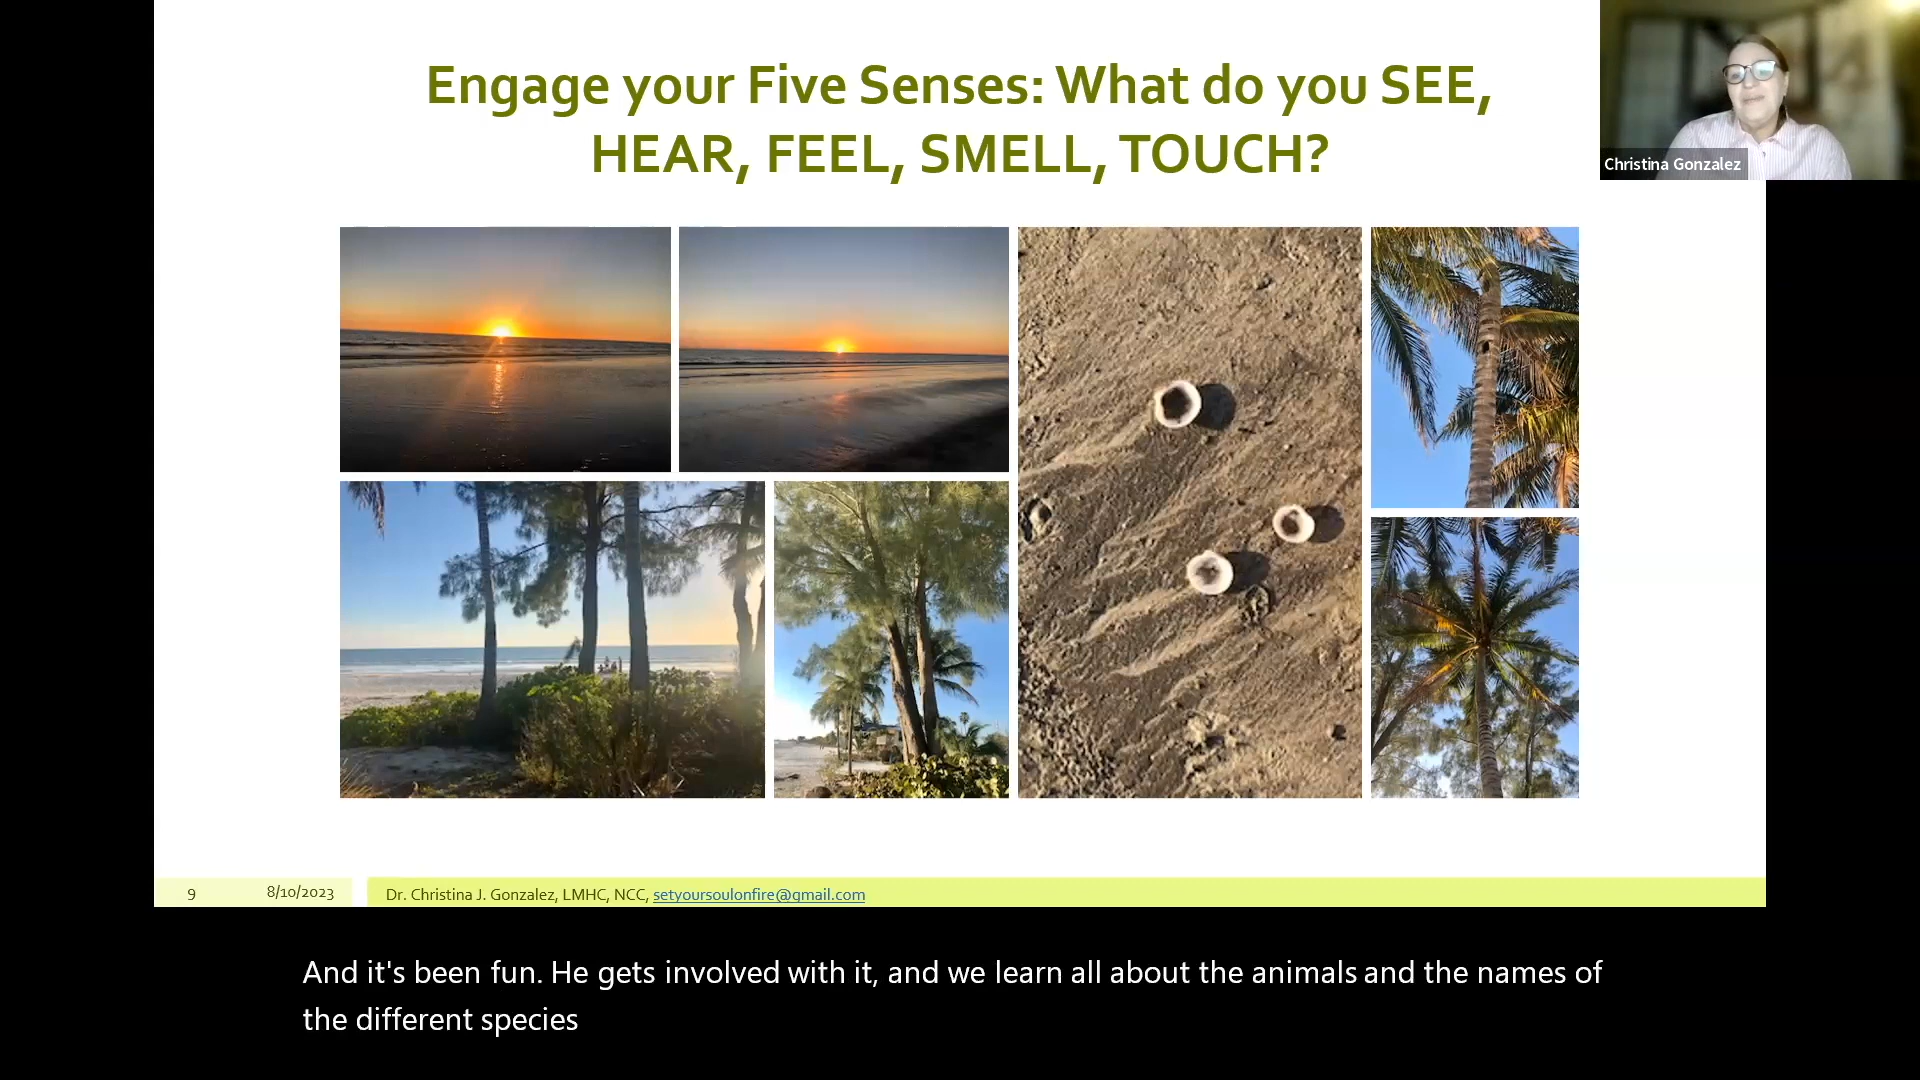 Engage your Five Senses: What do you SEE,
HEAR, FEEL, SMELL, TOUCH?
Christina Gonzalez
9 8/10/2023 Dr. Christina J. Gonzalez, LMHC, NCC, setyoursoulonfire@gmail.com
And it's been fun. He gets involved with it, and we learn all about the animals and the names of
the different species